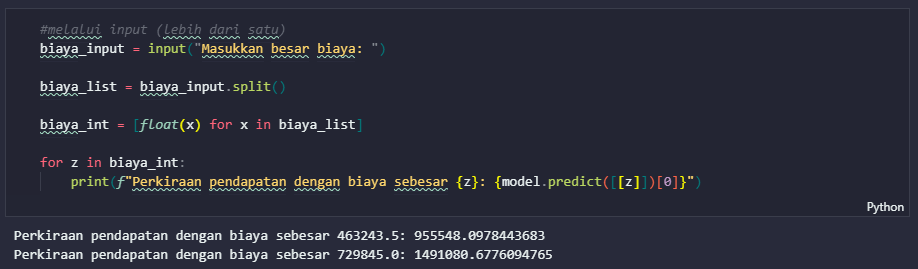 #melalui input (lebih dari satu)
biaya_input = input("Masukkan besar biaya: ")
biaya_list = biaya_input.split()
biaya_int = [float(x) for x in biaya_list]
for z in biaya_int:
print(f"Perkiraan pendapatan dengan biaya sebesar {z}: {model.predict([[z]])[0]}")
Python
Perkiraan pendapatan dengan biaya sebesar 463243.5: 955548.0978443683
Perkiraan pendapatan dengan biaya sebesar 729845.0: 1491080.6776094765